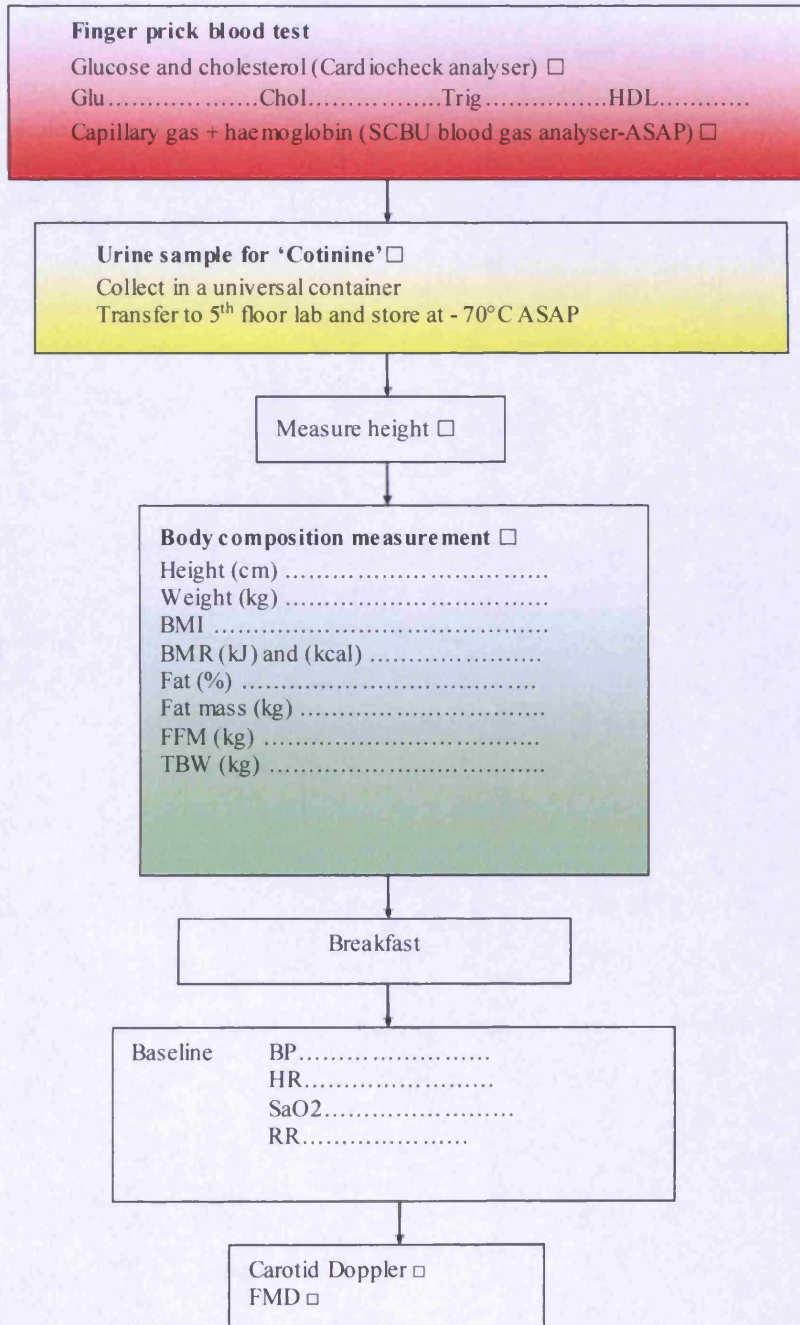 Finger prick blood test
Glucose and cholesterol (Cardiocheck analyser) □
Glu...................Chol................Trig...............HDL...........
Capillary gas + haemoglobin (SCBU blood gas analyser-ASAP) □
Urine sample for ‘Cotinine’ □
Collect in a universal container
Transfer to 5th floor lab and store at - 70°C ASAP
Measure height □
Body composition measurement □
Height (cm) ..................................
Weight (kg) .................................
BMI ...........................................
BMR (kJ) and (kcal) ......................
Fat (%) ......................................
Fat mass (kg) ...............................
FFM (kg) ...................................
TBW (kg) ...................................
Breakfast
Baseline BP........................
HR........................
SaO2........................
RR.....................
Carotid Doppler □
FMD □